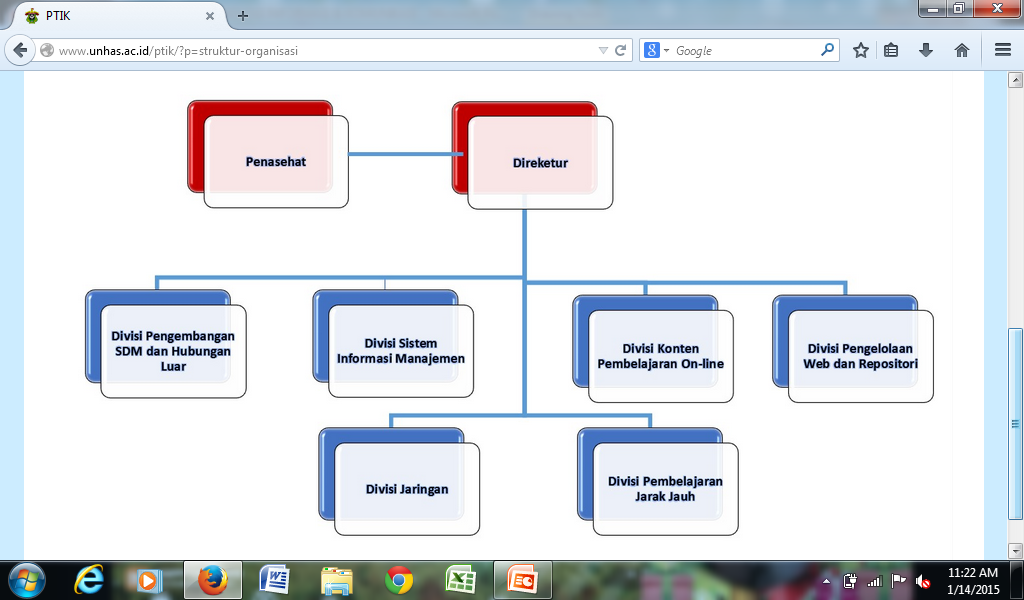 PTIK
www.unhas.ac.id/ptik/?p=struktur-organisasi
Google
Penasehat
Direketur
Divisi Pengembangan
SDM dan Hubungan
Luar
Divisi Sistem
Informasi Manajemen
Divisi Konten
Pembelajaran On-line
Divisi Pengelolaan
Web dan Repositori
Divisi Jaringan
Divisi Pembelajaran
Jarak Jauh
11:22 AM
1/14/2015